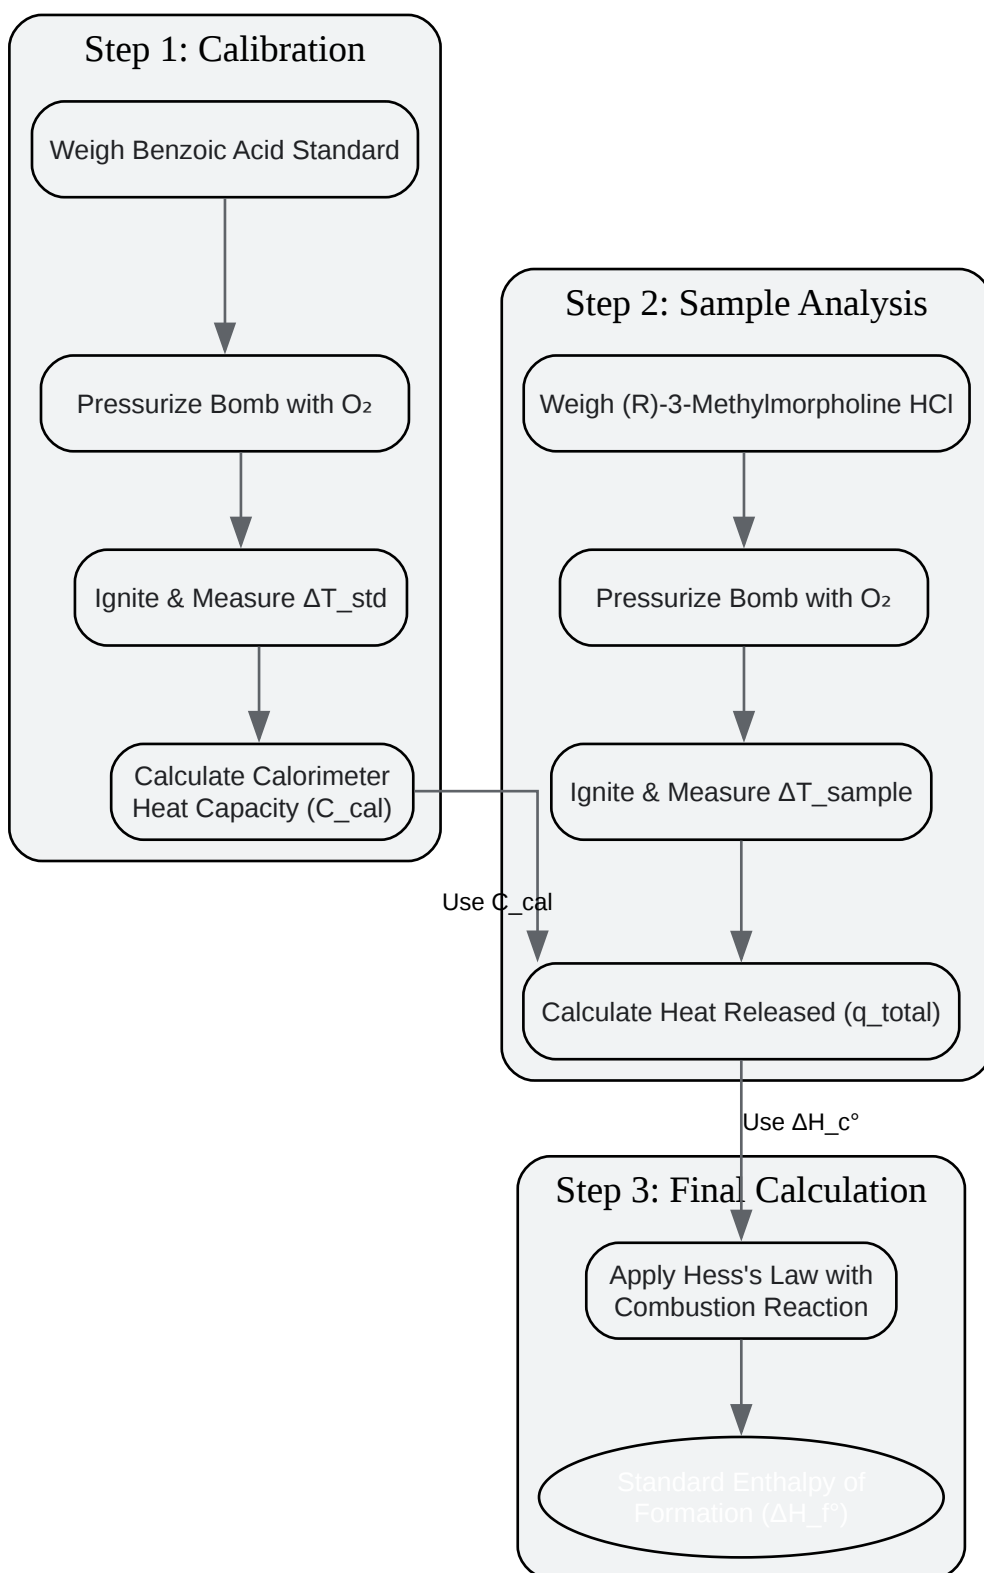 Step 1: Calibration
Weigh Benzoic Acid Standard
Pressurize Bomb with O₂
Ignite & Measure ΔT_std
Calculate Calorimeter
Heat Capacity (C_cal)
Use C_cal
Step 2: Sample Analysis
Weigh (R)-3-Methylmorpholine HCl
Pressurize Bomb with O₂
Ignite & Measure ΔT_sample
Calculate Heat Released (q_total)
Use ΔH_c°
Step 3: Final Calculation
Apply Hess's Law with
Combustion Reaction
Standard Enthalpy of
Formation (ΔH_f°)